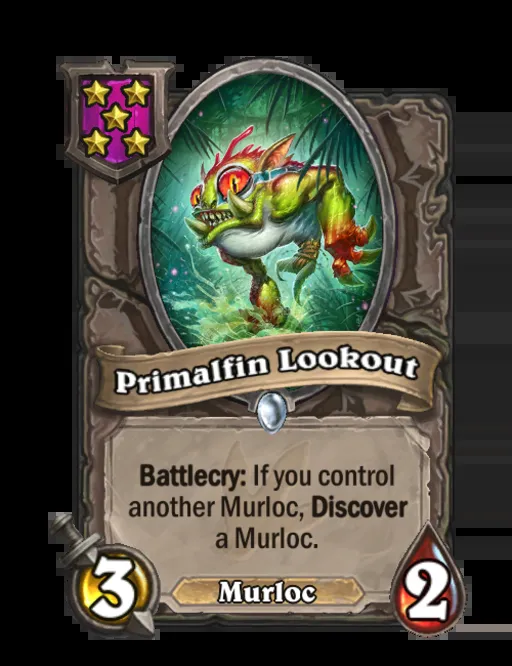 Primalfin Lookout
Battlecry: If you control
another Murloc, Discover
a Murloc.
3
Murloc
2